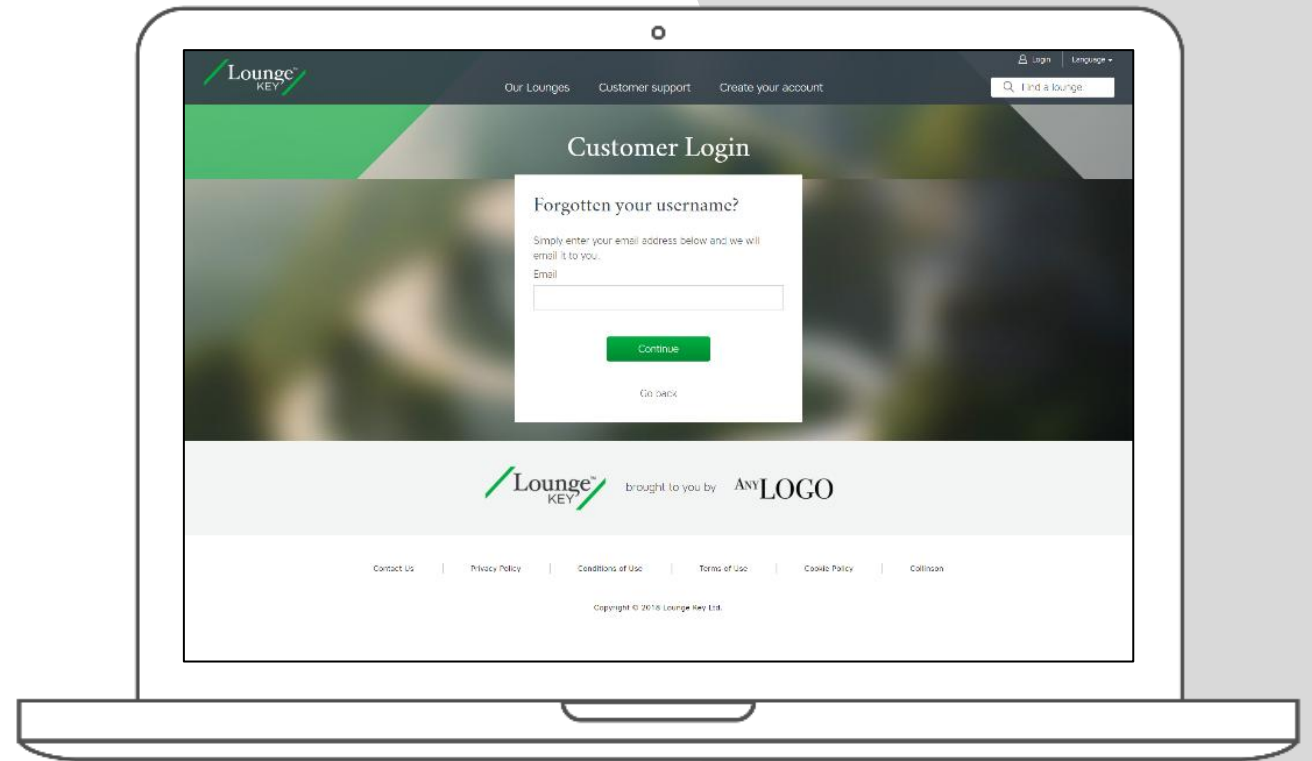 Lounge™
KEY
Login
Language
Our Lounges
Customer support
Create your account
Find a lounge
Customer Login
Forgotten your username?
Simply enter your email address below and we will
email it to you.
Email
Continue
Go back
Lounge™
KEY
brought to you by
ANY LOGO
Contact Us
Privacy Policy
Conditions of Use
Terms of Use
Cookie Policy
Collinson
Copyright © 2018 Lounge Key Ltd.